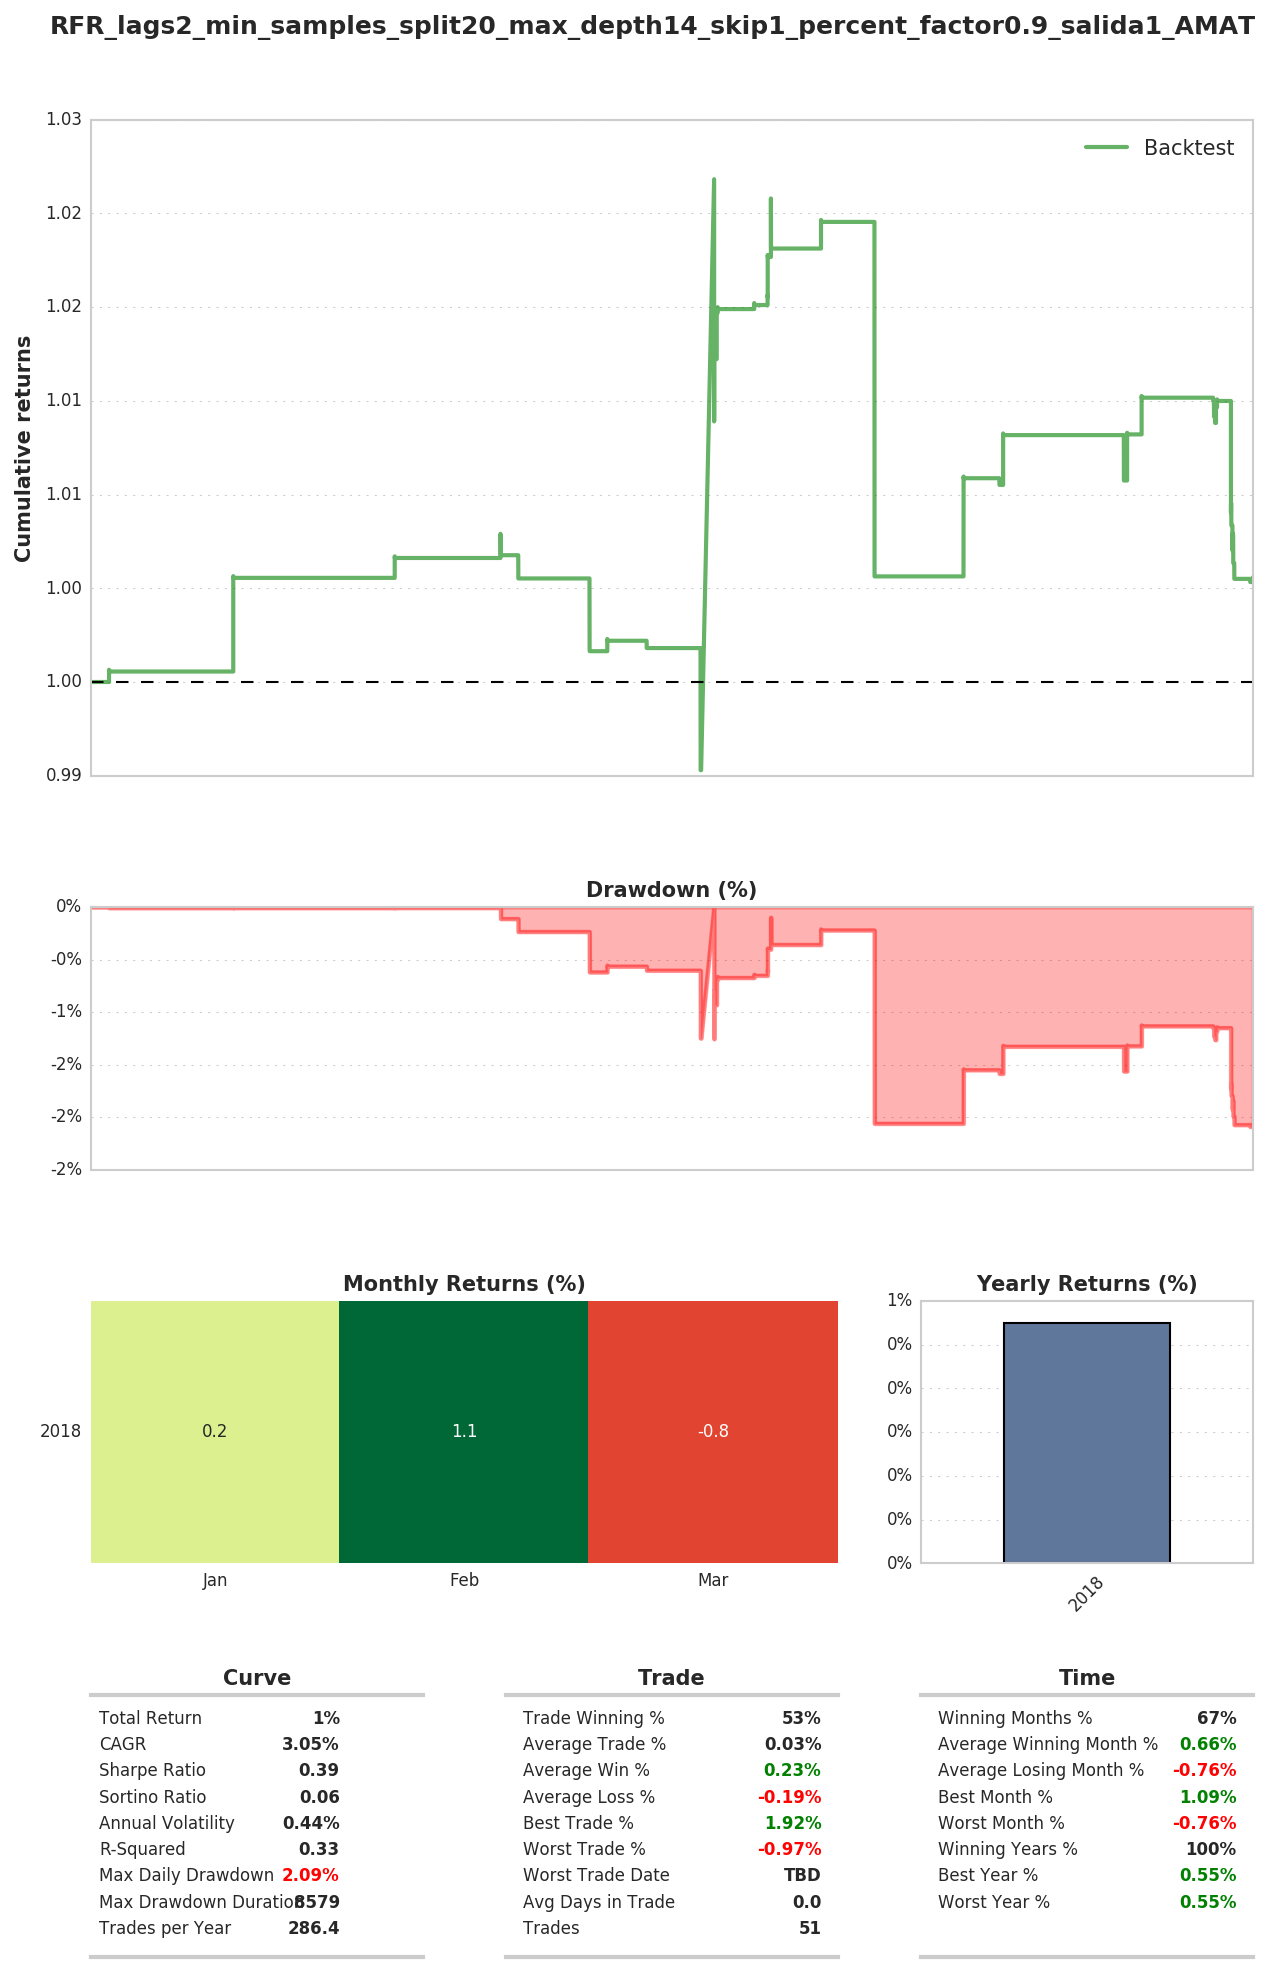 RFR_lags2_min_samples_split20_max_depth14_skip1_percent_factor0.9_salida1_AMAT
1.03
Backtest
1.02
1.02
1.01
1.01
1.00
1.00
0.99
Cumulative returns
Drawdown (%)
0%
-0%
-1%
-2%
-2%
-2%
Monthly Returns (%)
2018
0.2
1.1
-0.8
Jan
Feb
Mar
Yearly Returns (%)
1%
0%
0%
0%
0%
0%
0%
2018
Curve
Total Return 1%
CAGR 3.05%
Sharpe Ratio 0.39
Sortino Ratio 0.06
Annual Volatility 0.44%
R-Squared 0.33
Max Daily Drawdown 2.09%
Max Drawdown Duration 8579
Trades per Year 286.4
Trade
Trade Winning % 53%
Average Trade % 0.03%
Average Win % 0.23%
Average Loss % -0.19%
Best Trade % 1.92%
Worst Trade % -0.97%
Worst Trade Date TBD
Avg Days in Trade 0.0
Trades 51
Time
Winning Months % 67%
Average Winning Month % 0.66%
Average Losing Month % -0.76%
Best Month % 1.09%
Worst Month % -0.76%
Winning Years % 100%
Best Year % 0.55%
Worst Year % 0.55%